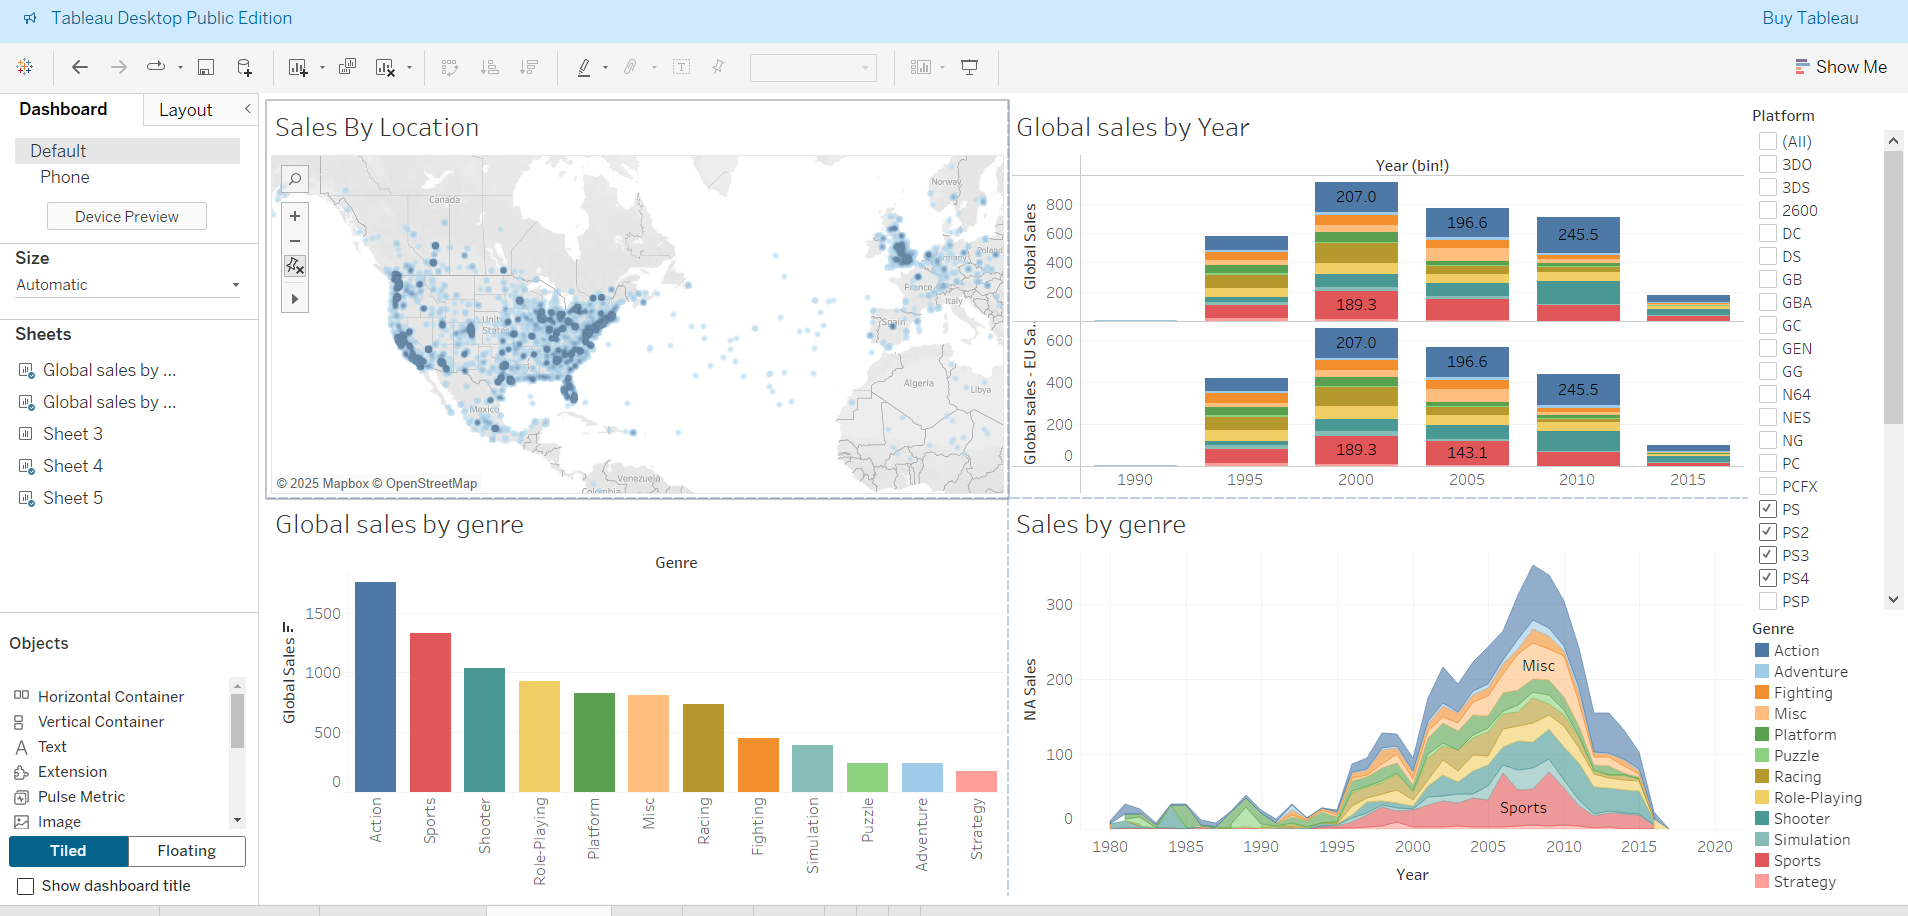 Tableau Desktop Public Edition
Buy Tableau
Show Me
Dashboard
Layout
Default
Phone
Device Preview
Size
Automatic
Sheets
Global sales by ...
Global sales by ...
Sheet 3
Sheet 4
Sheet 5
Objects
Horizontal Container
Vertical Container
Text
Extension
Pulse Metric
Image
Tiled
Floating
Show dashboard title
Sales By Location
Canada
United
States
Mexico
Venezuela
Colombia
Norway
Poland
Germany
France
Italy
Spain
Algeria
Libya
© 2025 Mapbox © OpenStreetMap
Global sales by Year
Year (bin!)
Global Sales
800
600
400
200
207.0
196.6
245.5
189.3
Global sales - EU Sa..
600
400
200
0
207.0
196.6
245.5
189.3
143.1
1990
1995
2000
2005
2010
2015
Global sales by genre
Genre
Global Sales
1500
1000
500
0
Action
Sports
Shooter
Role-Playing
Platform
Misc
Racing
Fighting
Simulation
Puzzle
Adventure
Strategy
Sales by genre
NA Sales
300
200
100
0
Misc
Sports
1980
1985
1990
1995
2000
2005
2010
2015
2020
Year
Platform
(All)
3DO
3DS
2600
DC
DS
GB
GBA
GC
GEN
GG
N64
NES
NG
PC
PCFX
PS
PS2
PS3
PS4
PSP
Genre
Action
Adventure
Fighting
Misc
Platform
Puzzle
Racing
Role-Playing
Shooter
Simulation
Sports
Strategy